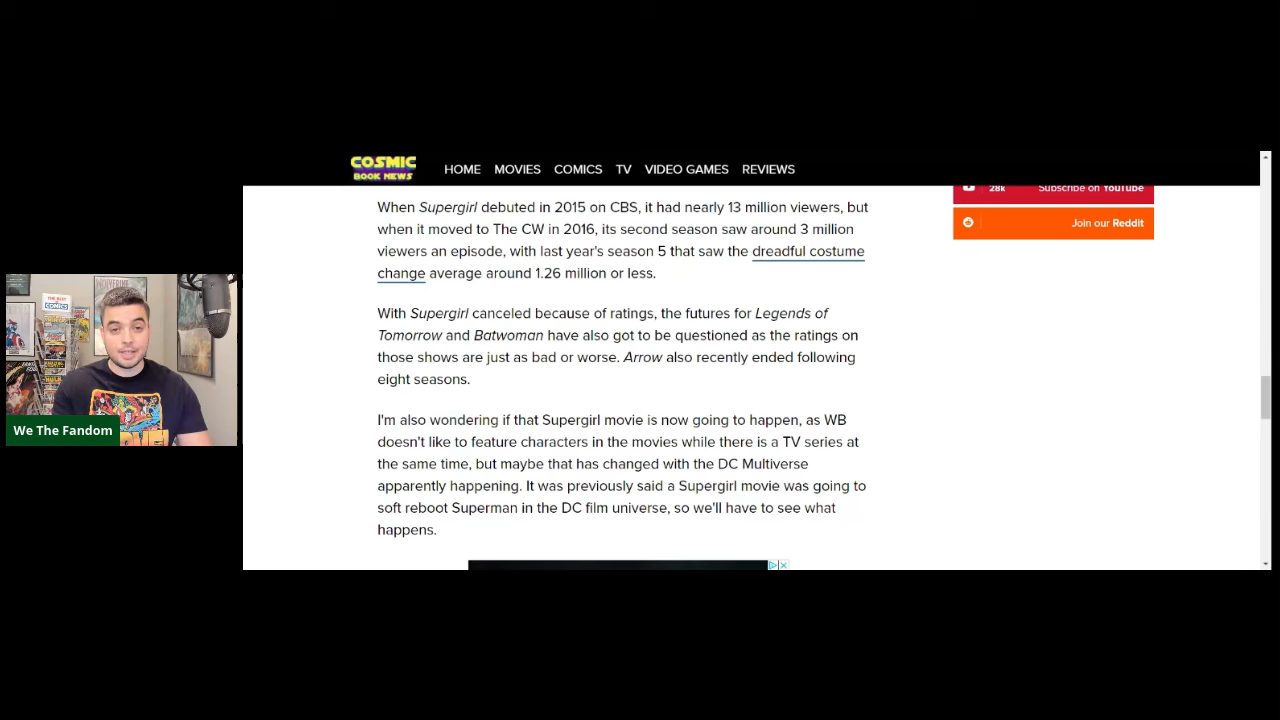 COSMIC
BOOK NEWS
HOME MOVIES COMICS TV VIDEO GAMES REVIEWS
28k Subscribe on YouTube
Join our Reddit
When Supergirl debuted in 2015 on CBS, it had nearly 13 million viewers, but
when it moved to The CW in 2016, its second season saw around 3 million
viewers an episode, with last year's season 5 that saw the dreadful costume
change average around 1.26 million or less.
With Supergirl canceled because of ratings, the futures for Legends of
Tomorrow and Batwoman have also got to be questioned as the ratings on
those shows are just as bad or worse. Arrow also recently ended following
eight seasons.
I'm also wondering if that Supergirl movie is now going to happen, as WB
doesn't like to feature characters in the movies while there is a TV series at
the same time, but maybe that has changed with the DC Multiverse
apparently happening. It was previously said a Supergirl movie was going to
soft reboot Superman in the DC film universe, so we'll have to see what
happens.
We The Fandom